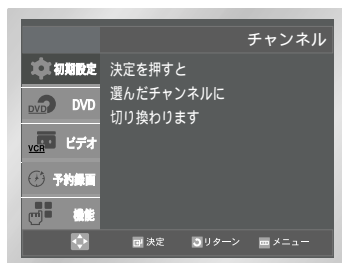 チャンネル
初期設定
決定を押すと
選んだチャンネルに
切り換わります
DVD DVD
VCR ビデオ
予約録画
機能
決定 リターン メニュー